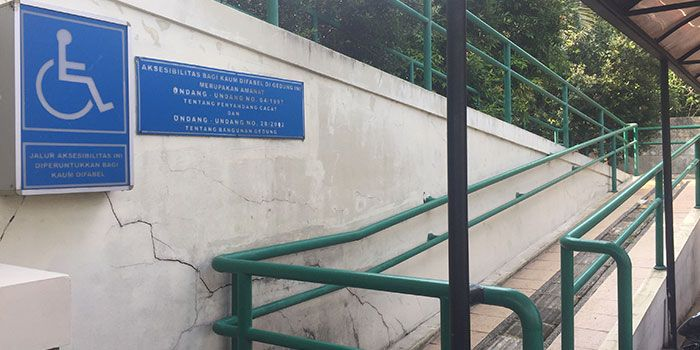 JALUR AKSESIBILITAS INI
DIPERUNTUKKAN BAGI
KAUM DIFABEL
AKSESIBILITAS BAGI KAUM DIFABEL DI GEDUNG INI
MERUPAKAN AMANAT
UNDANG - UNDANG NO. 04/1997
TENTANG PENYANDANG CACAT
DAN
UNDANG - UNDANG NO. 28/2002
TENTANG BANGUNAN GEDUNG